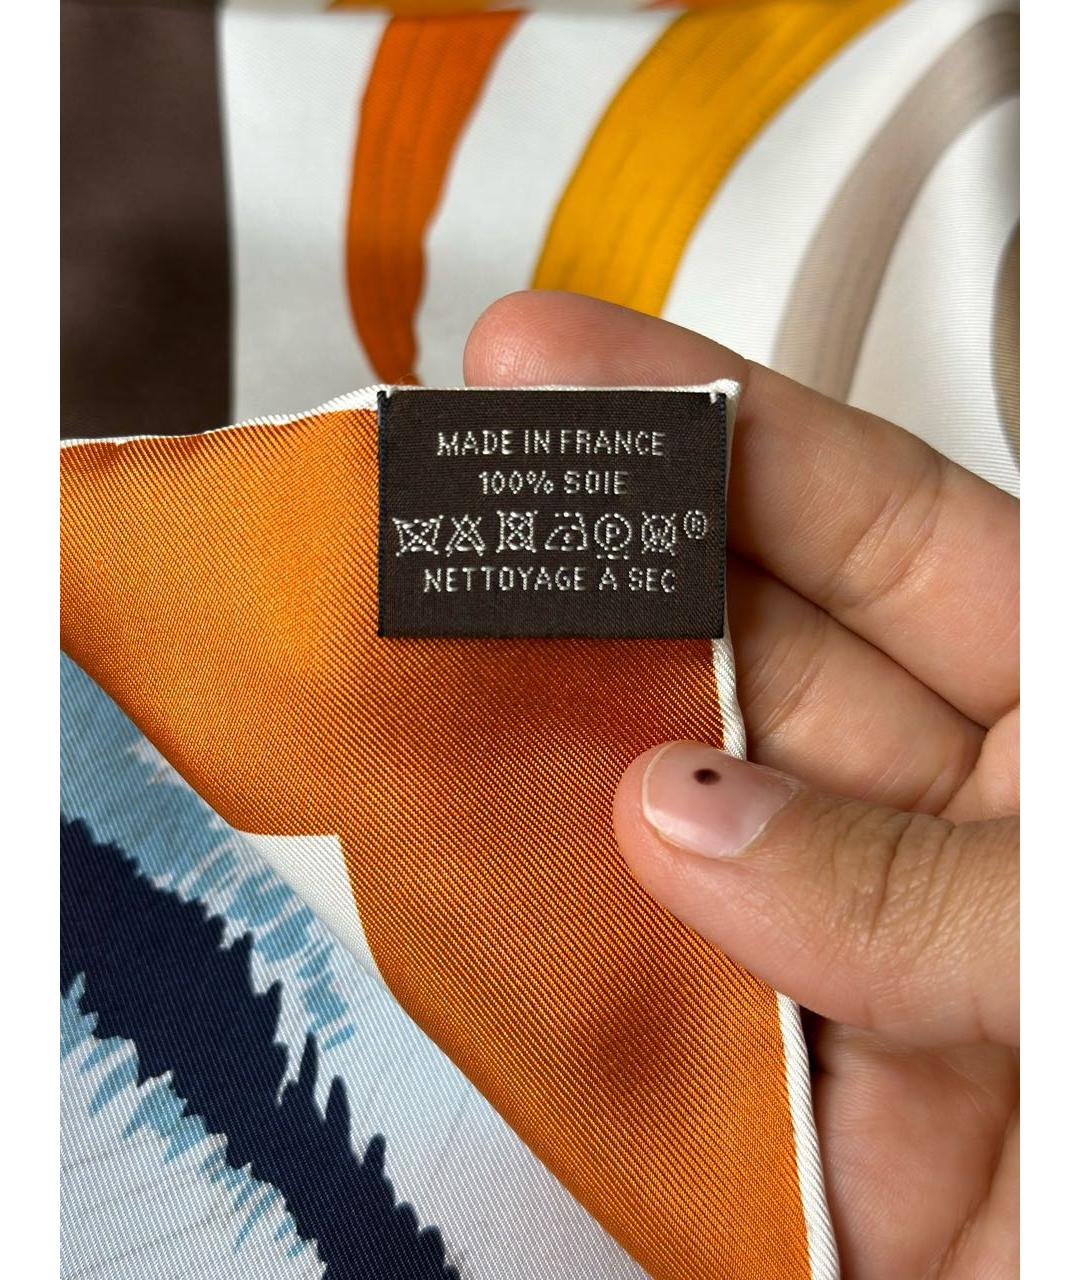 MADE IN FRANCE
100% SOIE
P W ®
NETTOYAGE A SEC